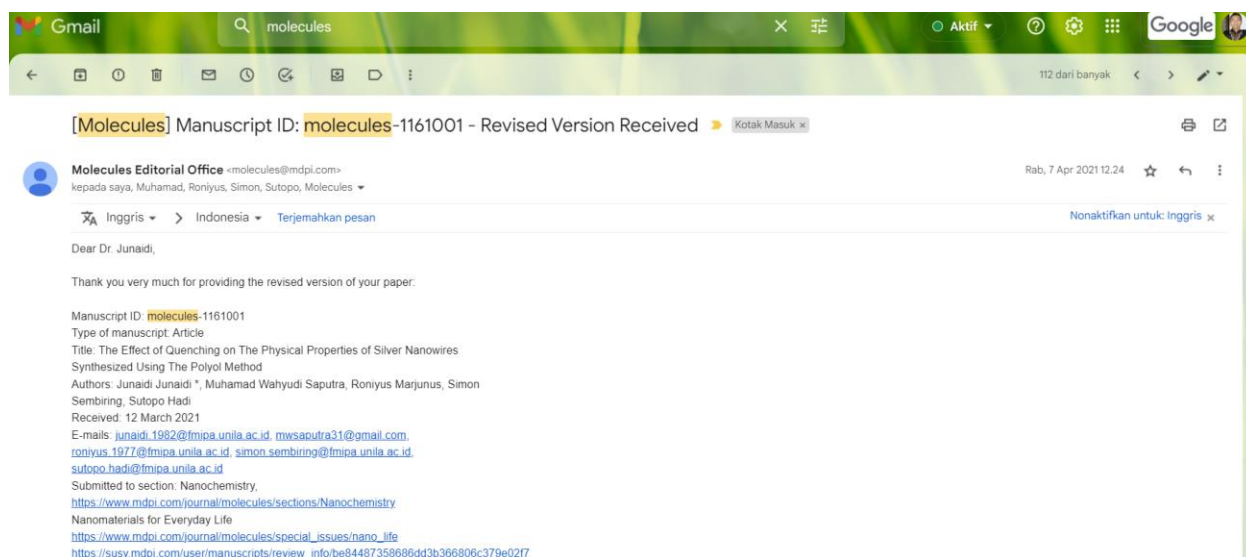 Gmail
molecules
Aktif
Google
112 dari banyak
[Molecules] Manuscript ID: molecules-1161001 - Revised Version Received
Kotak Masuk ×
Molecules Editorial Office <molecules@mdpi.com>
Rab, 7 Apr 2021 12.24
kepada saya, Muhamad, Roniyus, Simon, Sutopo, Molecules
Inggris > Indonesia Terjemahkan pesan
Nonaktifkan untuk: Inggris ×
Dear Dr. Junaidi,
Thank you very much for providing the revised version of your paper:
Manuscript ID: molecules-1161001
Type of manuscript: Article
Title: The Effect of Quenching on The Physical Properties of Silver Nanowires
Synthesized Using The Polyol Method
Authors: Junaidi Junaidi *, Muhamad Wahyudi Saputra, Roniyus Marjunus, Simon
Sembiring, Sutopo Hadi
Received: 12 March 2021
E-mails: junaidi.1982@fmipa.unila.ac.id, mwsaputra31@gmail.com,
roniyus.1977@fmipa.unila.ac.id, simon.sembiring@fmipa.unila.ac.id,
sutopo.hadi@fmipa.unila.ac.id
Submitted to section: Nanochemistry,
https://www.mdpi.com/journal/molecules/sections/Nanochemistry
Nanomaterials for Everyday Life
https://www.mdpi.com/journal/molecules/special_issues/nano_life
https://susy.mdpi.com/user/manuscripts/review_info/be84487358686dd3b366806c379e02f7